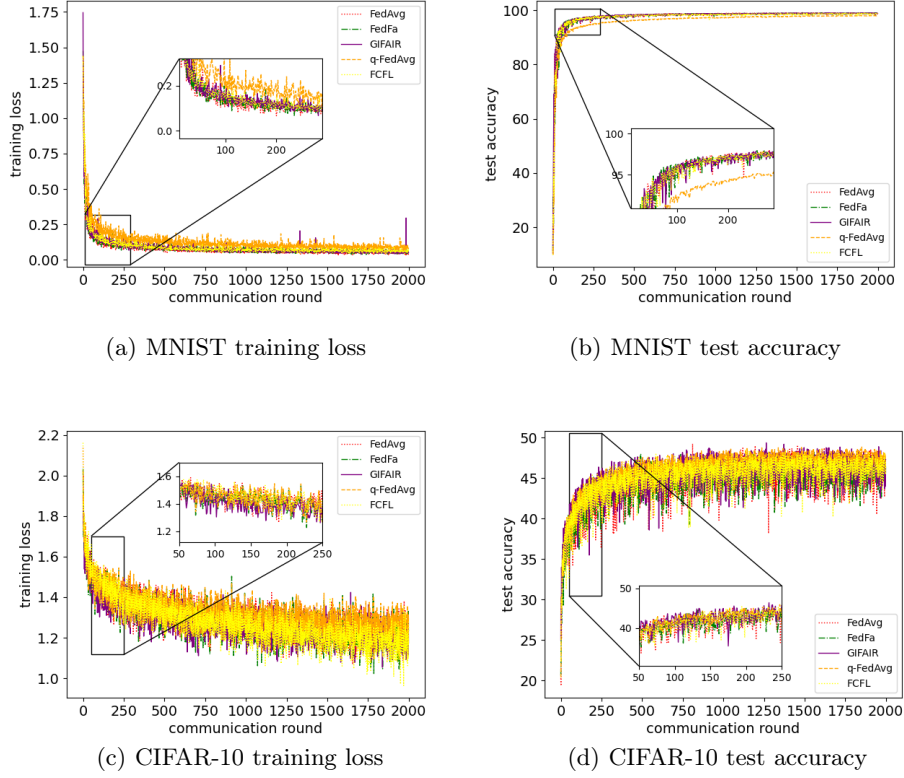 1.75
1.50
1.25
1.00
0.75
0.50
0.25
0.00
training loss
FedAvg
FedFa
GIFAIR
q-FedAvg
FCFL
0.2
0.0
100
200
0 250 500 750 1000 1250 1500 1750 2000
communication round
(a) MNIST training loss
100
80
60
40
20
test accuracy
100
95
100
200
FedAvg
FedFa
GIFAIR
q-FedAvg
FCFL
0 250 500 750 1000 1250 1500 1750 2000
communication round
(b) MNIST test accuracy
2.2
2.0
1.8
1.6
1.4
1.2
1.0
training loss
FedAvg
FedFa
GIFAIR
q-FedAvg
FCFL
1.6
1.4
1.2
50 100 150 200 250
0 250 500 750 1000 1250 1500 1750 2000
communication round
(c) CIFAR-10 training loss
50
45
40
35
30
25
20
test accuracy
50
40
50 100 150 200 250
FedAvg
FedFa
GIFAIR
q-FedAvg
FCFL
0 250 500 750 1000 1250 1500 1750 2000
communication round
(d) CIFAR-10 test accuracy